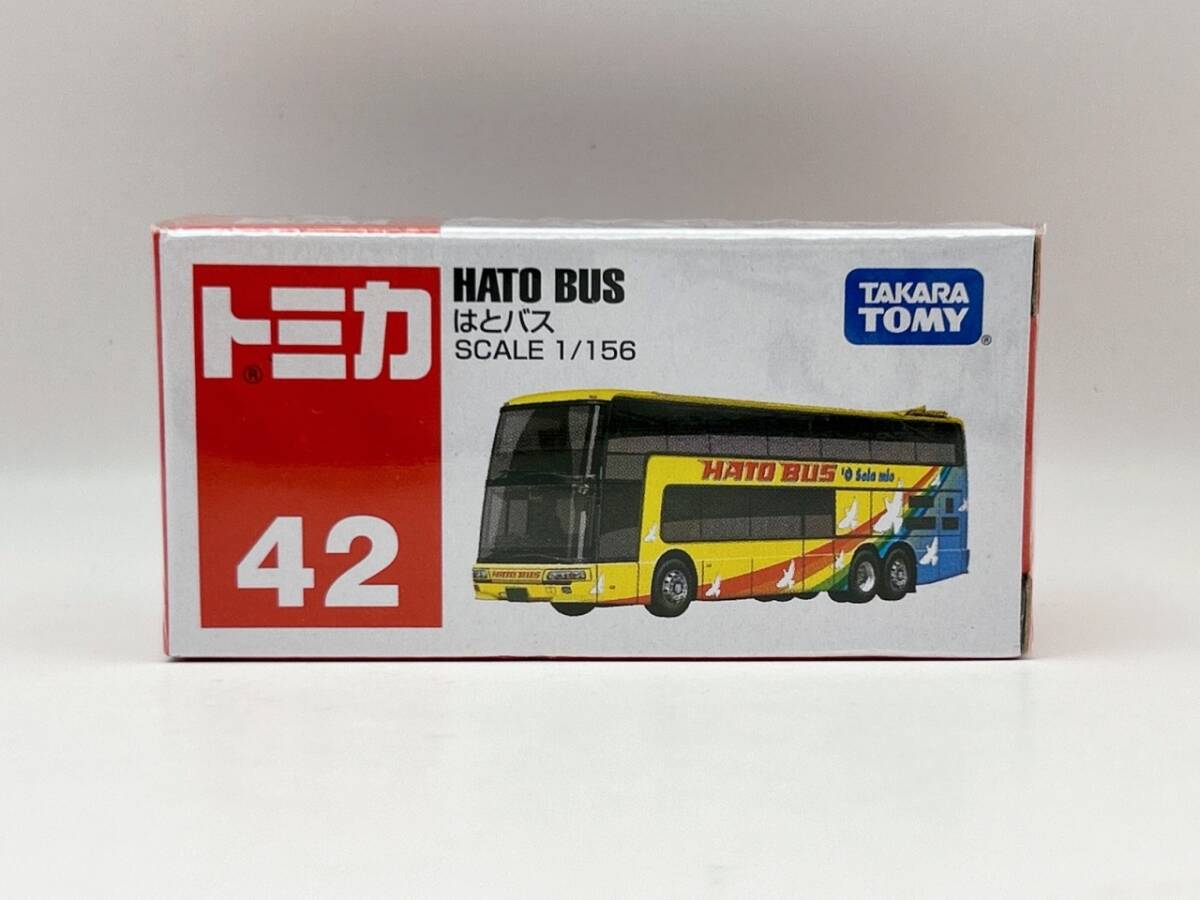 トミカ
®
42
HATO BUS
はとバス
SCALE 1/156
TAKARA
TOMY
®
HATO BUS 'O Sole mio
HATO BUS